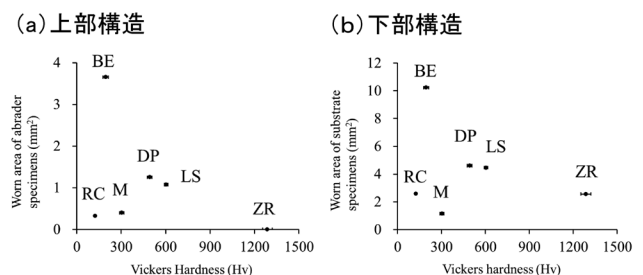 (a)上部構造
Worn area of abrader
specimens (mm²)
4
3
2
1
0
BE
DP
LS
RC
M
ZR
0 300 600 900 1200 1500
Vickers Hardness (Hv)
(b)下部構造
Worn area of substrate
specimens (mm²)
12
10
8
6
4
2
0
BE
DP
LS
RC
M
ZR
0 300 600 900 1200 1500
Vickers hardness (Hv)